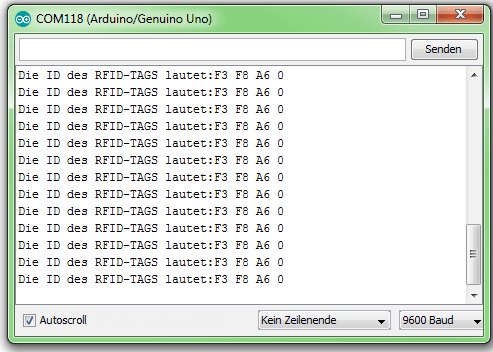 COM118 (Arduino/Genuino Uno)
Senden
Die ID des RFID-TAGS lautet:F3 F8 A6 0
Die ID des RFID-TAGS lautet:F3 F8 A6 0
Die ID des RFID-TAGS lautet:F3 F8 A6 0
Die ID des RFID-TAGS lautet:F3 F8 A6 0
Die ID des RFID-TAGS lautet:F3 F8 A6 0
Die ID des RFID-TAGS lautet:F3 F8 A6 0
Die ID des RFID-TAGS lautet:F3 F8 A6 0
Die ID des RFID-TAGS lautet:F3 F8 A6 0
Die ID des RFID-TAGS lautet:F3 F8 A6 0
Die ID des RFID-TAGS lautet:F3 F8 A6 0
Die ID des RFID-TAGS lautet:F3 F8 A6 0
Die ID des RFID-TAGS lautet:F3 F8 A6 0
Die ID des RFID-TAGS lautet:F3 F8 A6 0
Autoscroll Kein Zeilenende 9600 Baud